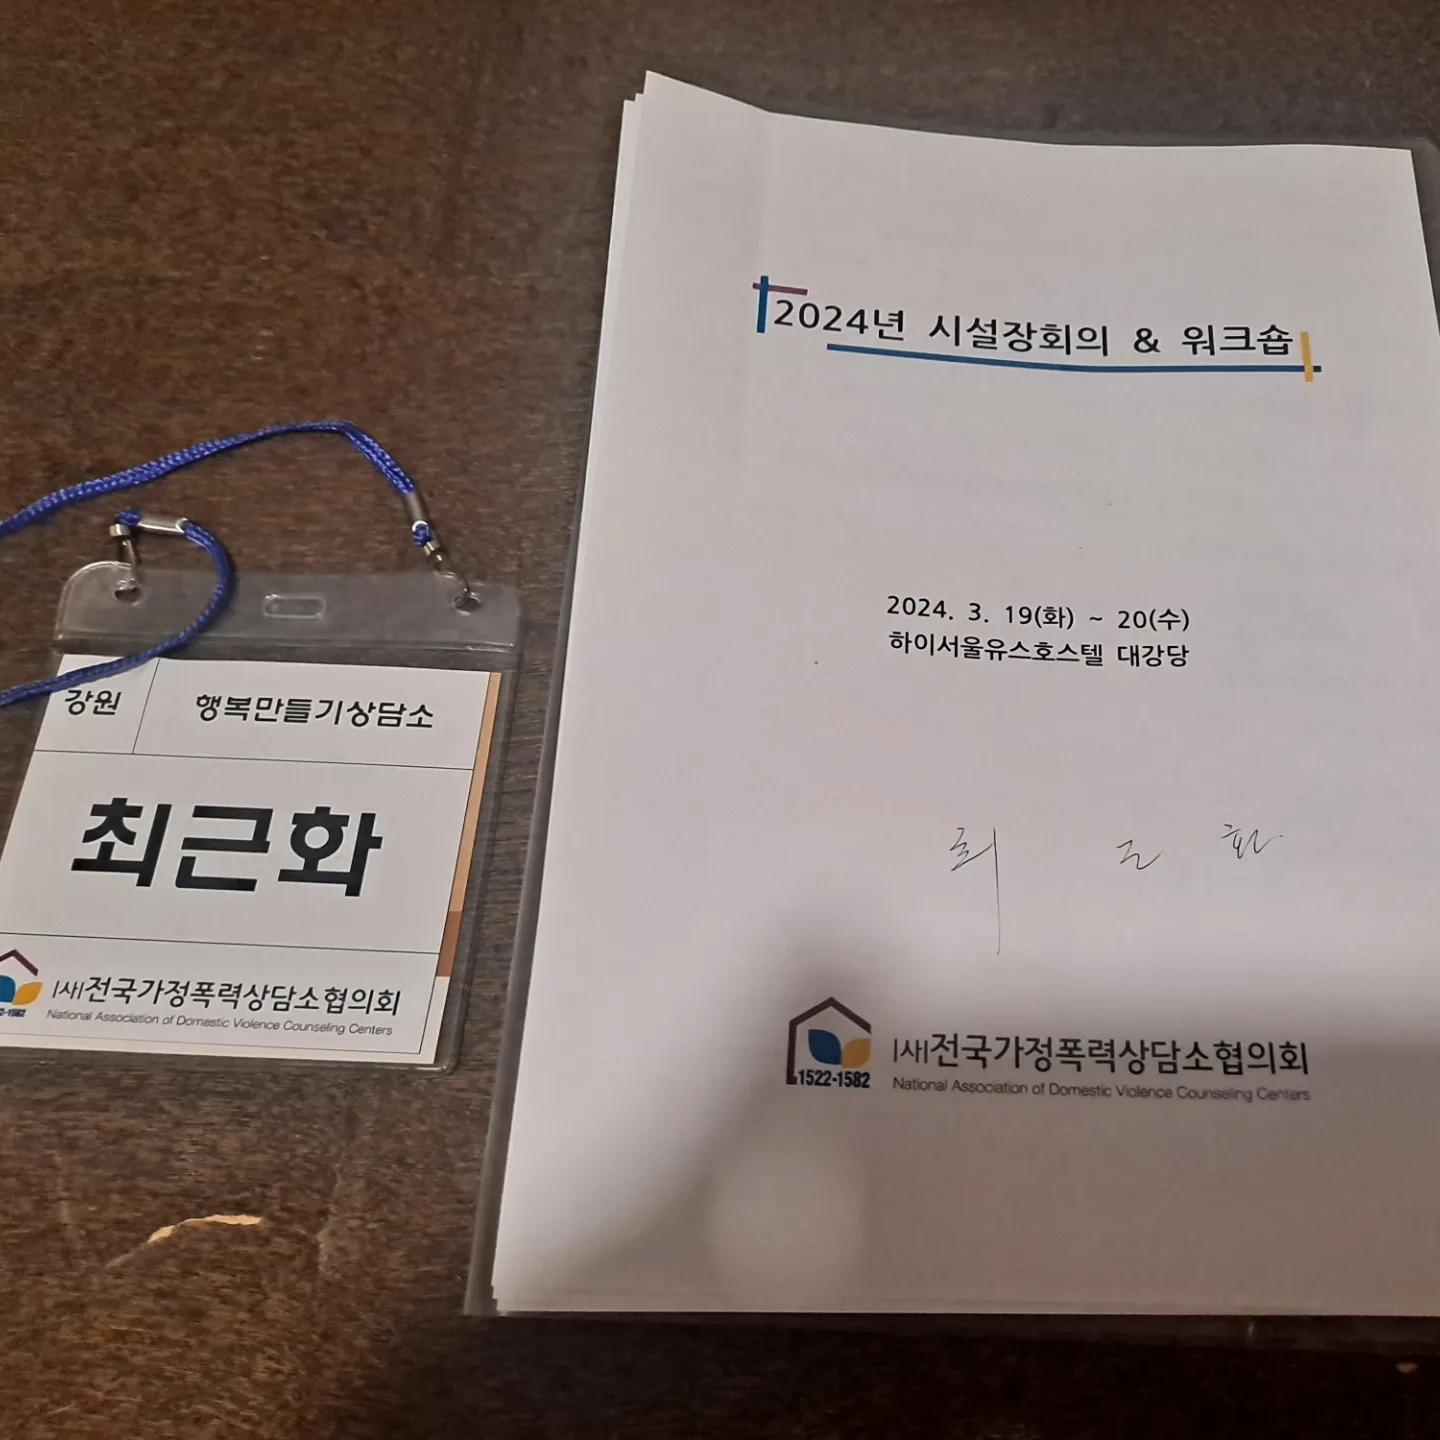 강원 행복만들기상담소
최근화
|사|전국가정폭력상담소협의회
National Association of Domestic Violence Counseling Centers
2024년 시설장회의 & 워크숍
2024. 3. 19(화) ~ 20(수)
하이서울유스호스텔 대강당
최 근 화
|사|전국가정폭력상담소협의회
1522-1582
National Association of Domestic Violence Counseling Centers